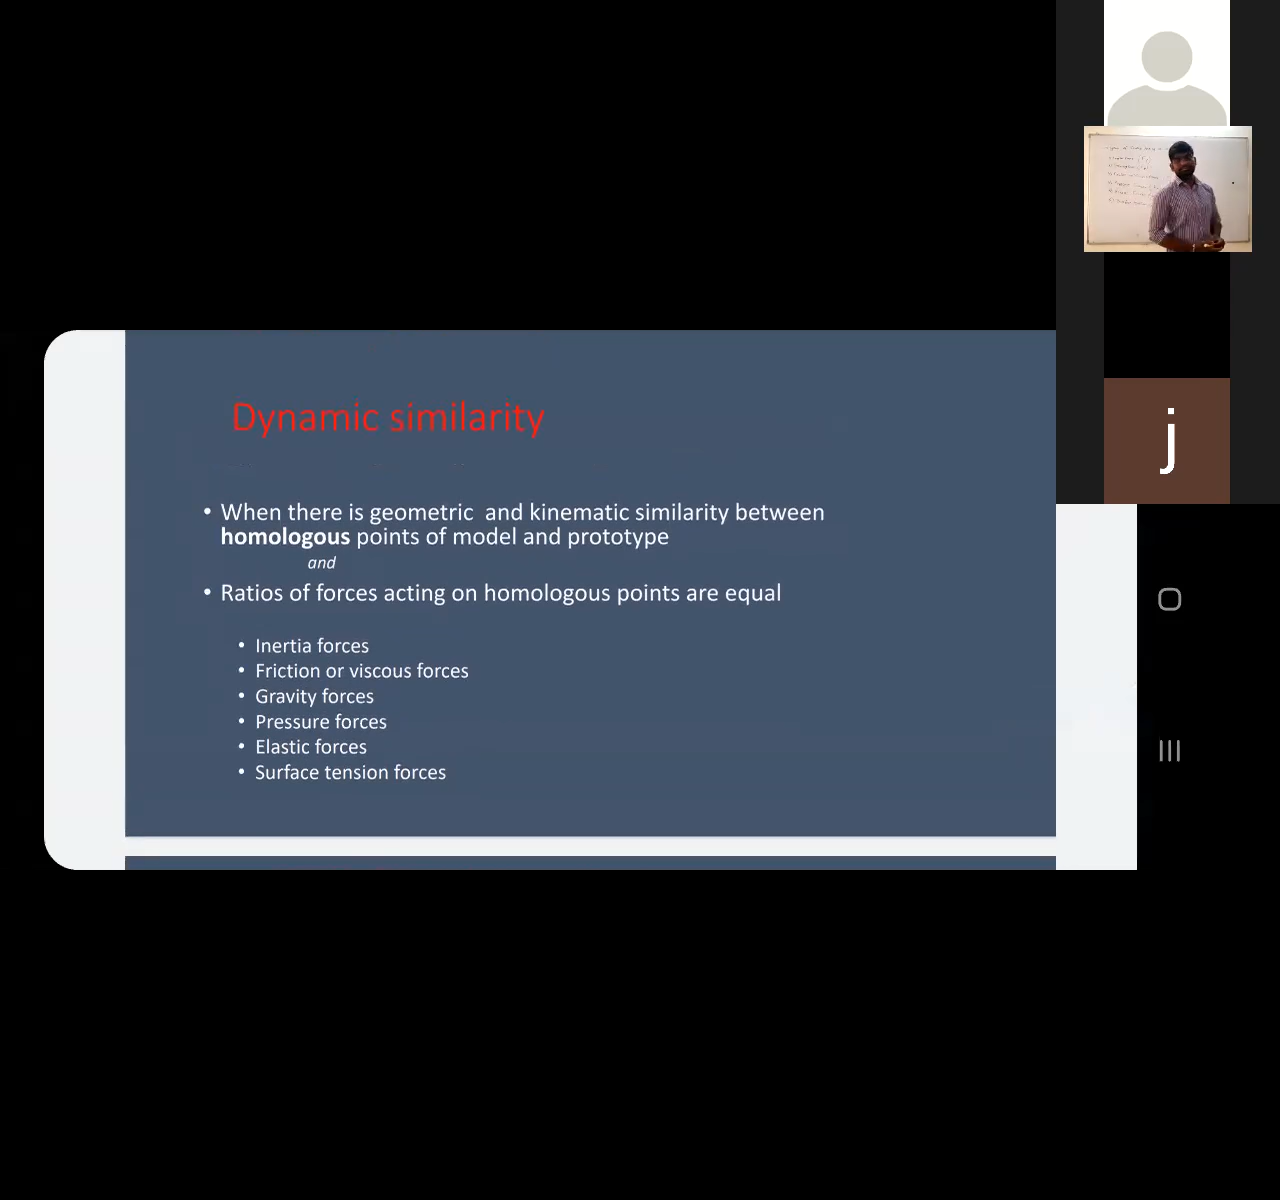 Dynamic similarity
• When there is geometric and kinematic similarity between
homologous points of model and prototype
and
• Ratios of forces acting on homologous points are equal
• Inertia forces
• Friction or viscous forces
• Gravity forces
• Pressure forces
• Elastic forces
• Surface tension forces
j